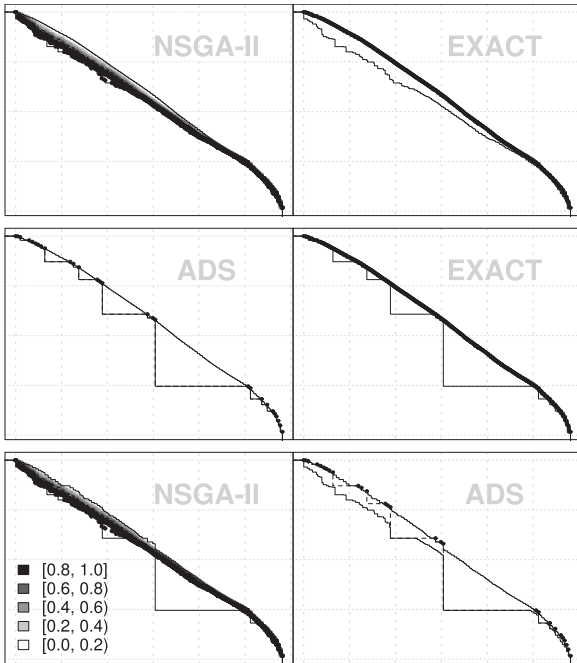 NSGA-II
EXACT
ADS
EXACT
NSGA-II
ADS
[0.8, 1.0]
[0.6, 0.8)
[0.4, 0.6)
[0.2, 0.4)
[0.0, 0.2)